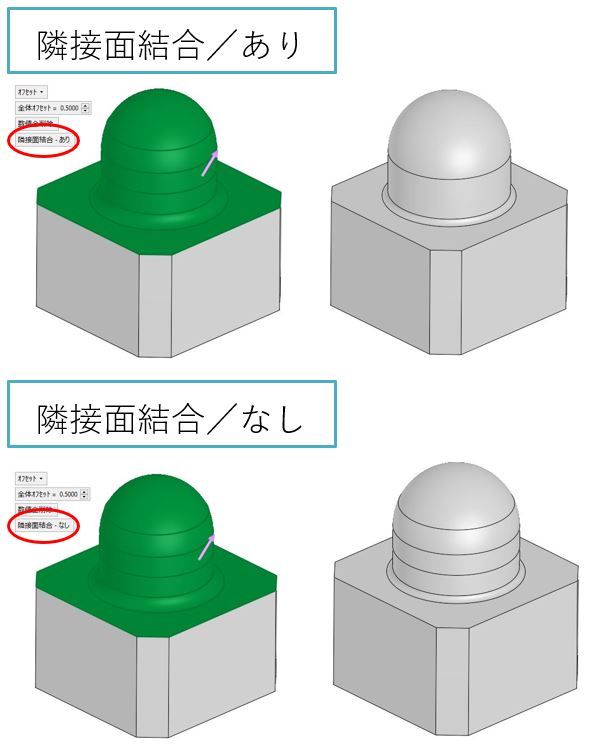 隣接面結合／あり
オフセット
全体オフセット = 0.5000
数値全削除
隣接面結合 - あり
隣接面結合／なし
オフセット
全体オフセット = 0.5000
数値全削除
隣接面結合 - なし